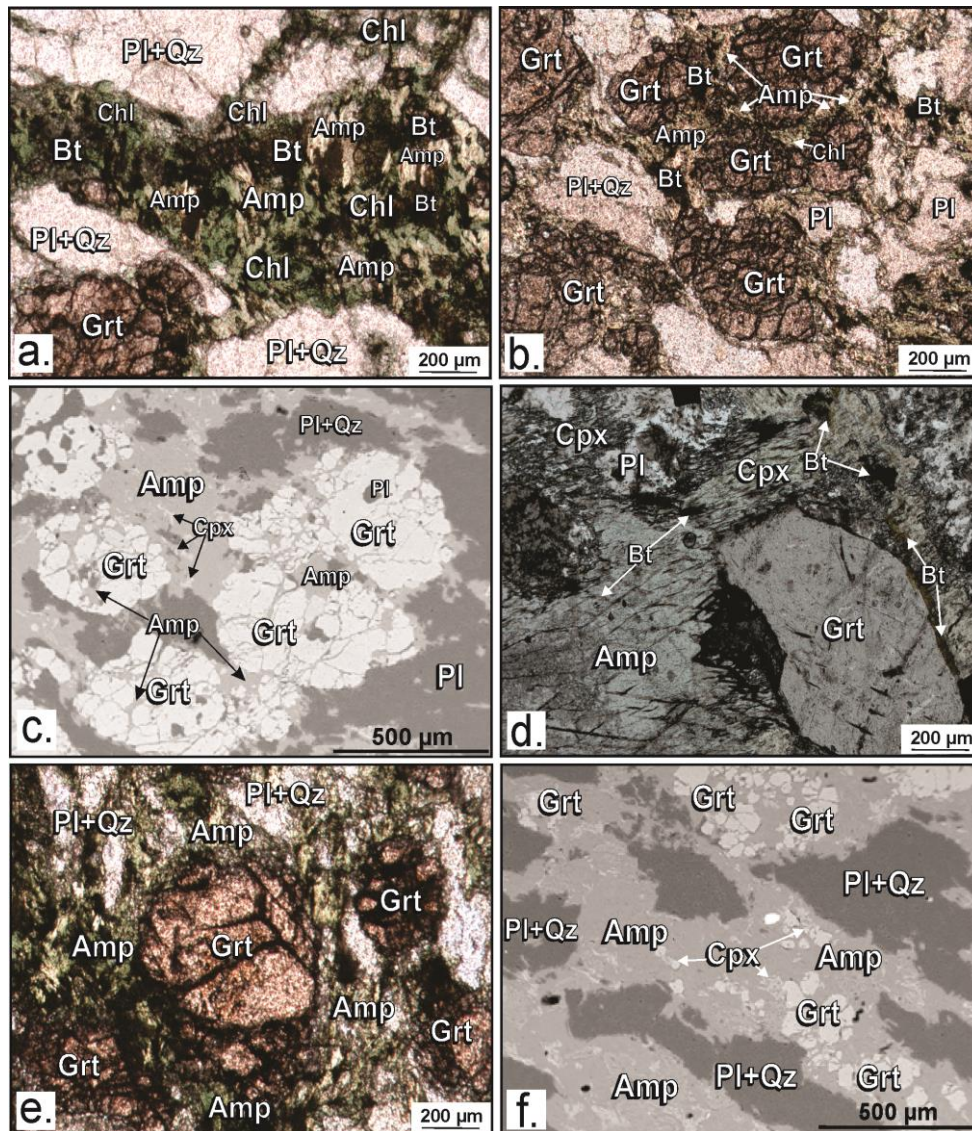 Pl+Qz
Chl
Chl
Chl
Amp
Bt
Bt
Bt
Amp
Amp
Amp
Chl
Bt
Pl+Qz
Chl
Amp
Grt
Pl+Qz
a.
200 µm
Grt
Grt
Bt
Grt
Amp
Bt
Amp
Grt
Chl
Pl+Qz
Bt
Pl
Pl
Grt
Grt
b.
200 µm
Pl+Qz
Amp
Pl
Cpx
Grt
Grt
Amp
Amp
Grt
Grt
Pl
c.
500 µm
Cpx
Pl
Cpx
Bt
Bt
Bt
Grt
Amp
d.
200 µm
Pl+Qz
Pl+Qz
Amp
Grt
Amp
Grt
Amp
Grt
Grt
Amp
e.
200 µm
Grt
Grt
Grt
Pl+Qz
Pl+Qz
Amp
Cpx
Amp
Grt
Pl+Qz
Grt
Amp
f.
500 µm